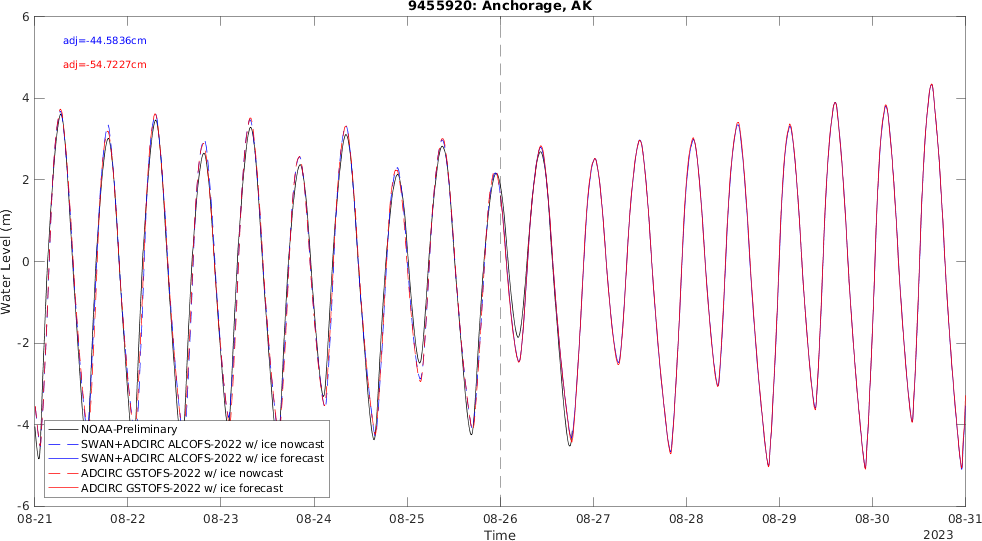 9455920: Anchorage, AK
adj=-44.5836cm
adj=-54.7227cm
Water Level (m)
6
4
2
0
-2
-4
-6
NOAA-Preliminary
SWAN+ADCIRC ALCOFS-2022 w/ ice nowcast
SWAN+ADCIRC ALCOFS-2022 w/ ice forecast
ADCIRC GSTOFS-2022 w/ ice nowcast
ADCIRC GSTOFS-2022 w/ ice forecast
08-21 08-22 08-23 08-24 08-25 08-26 08-27 08-28 08-29 08-30 08-31
Time
2023